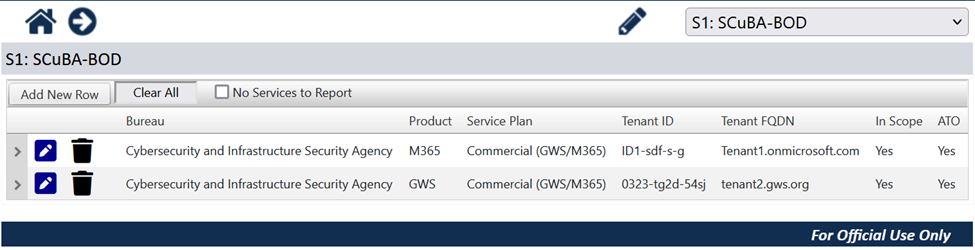 S1: SCuBA-BOD
S1: SCuBA-BOD
Add New Row Clear All No Services to Report
Bureau Product Service Plan Tenant ID Tenant FQDN In Scope ATO
Cybersecurity and Infrastructure Security Agency M365 Commercial (GWS/M365) ID1-sdf-s-g Tenant1.onmicrosoft.com Yes Yes
Cybersecurity and Infrastructure Security Agency GWS Commercial (GWS/M365) 0323-tg2d-54sj tenant2.gws.org Yes Yes
For Official Use Only